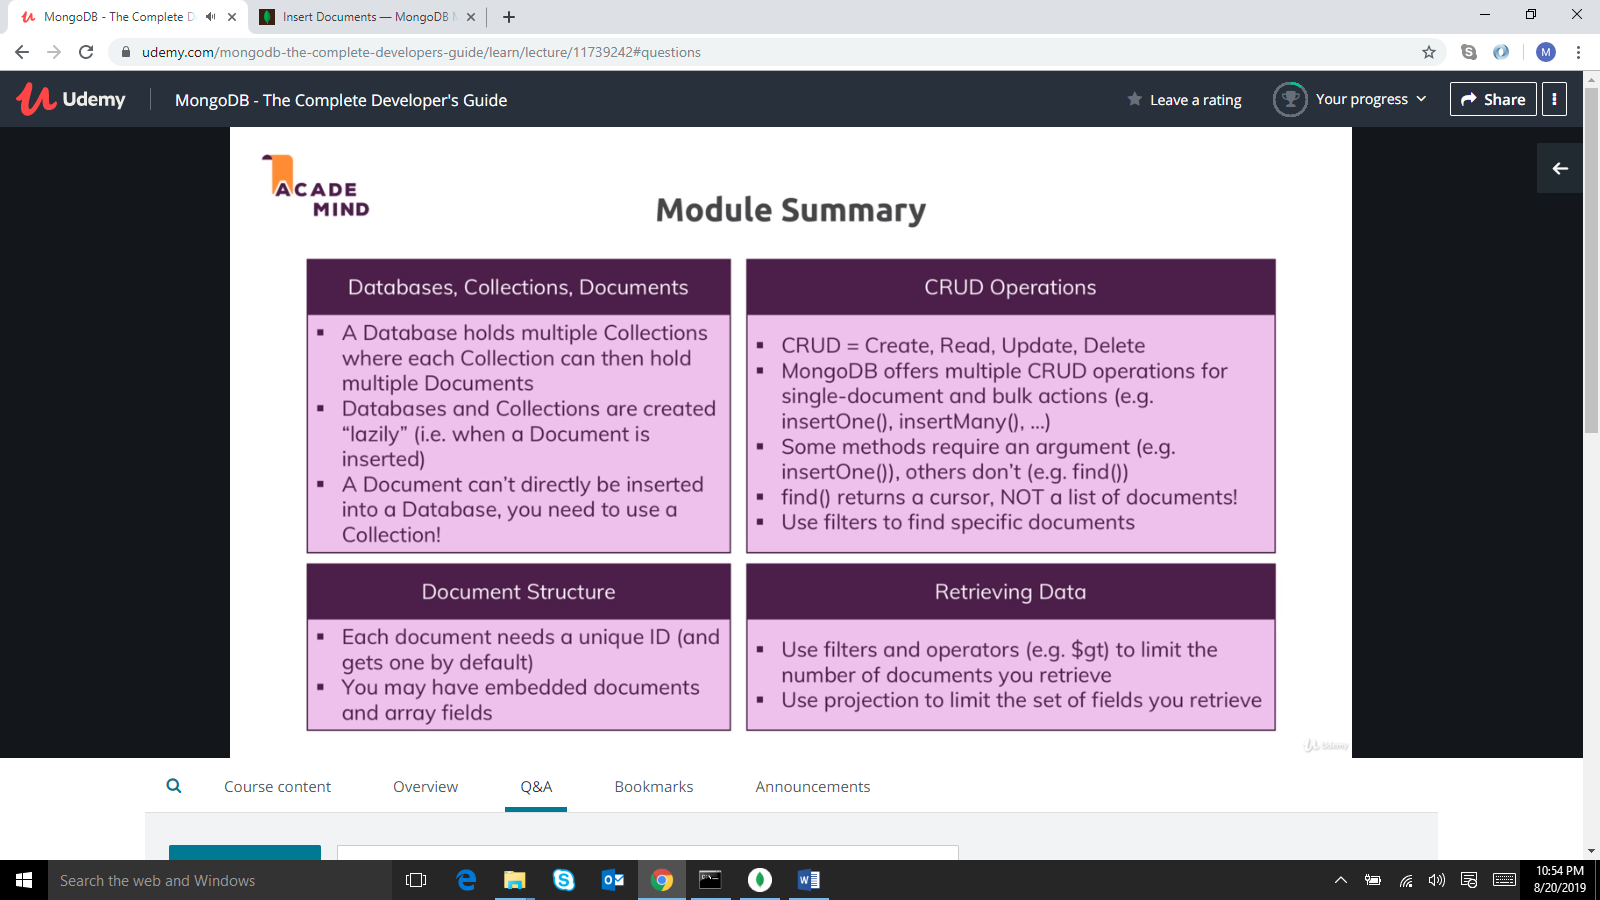 MongoDB - The Complete D
Insert Documents — MongoDB M
udemy.com/mongodb-the-complete-developers-guide/learn/lecture/11739242#questions
M
Udemy
MongoDB - The Complete Developer's Guide
Leave a rating
Your progress
Share
ACADE
MIND
Module Summary
Databases, Collections, Documents
▪ A Database holds multiple Collections
where each Collection can then hold
multiple Documents
▪ Databases and Collections are created
“lazily” (i.e. when a Document is
inserted)
▪ A Document can’t directly be inserted
into a Database, you need to use a
Collection!
CRUD Operations
▪ CRUD = Create, Read, Update, Delete
▪ MongoDB offers multiple CRUD operations for
single-document and bulk actions (e.g.
insertOne(), insertMany(), ...)
▪ Some methods require an argument (e.g.
insertOne()), others don’t (e.g. find())
▪ find() returns a cursor, NOT a list of documents!
▪ Use filters to find specific documents
Document Structure
▪ Each document needs a unique ID (and
gets one by default)
▪ You may have embedded documents
and array fields
Retrieving Data
▪ Use filters and operators (e.g. $gt) to limit the
number of documents you retrieve
▪ Use projection to limit the set of fields you retrieve
Udemy
Course content
Overview
Q&A
Bookmarks
Announcements
Search the web and Windows
10:54 PM
8/20/2019